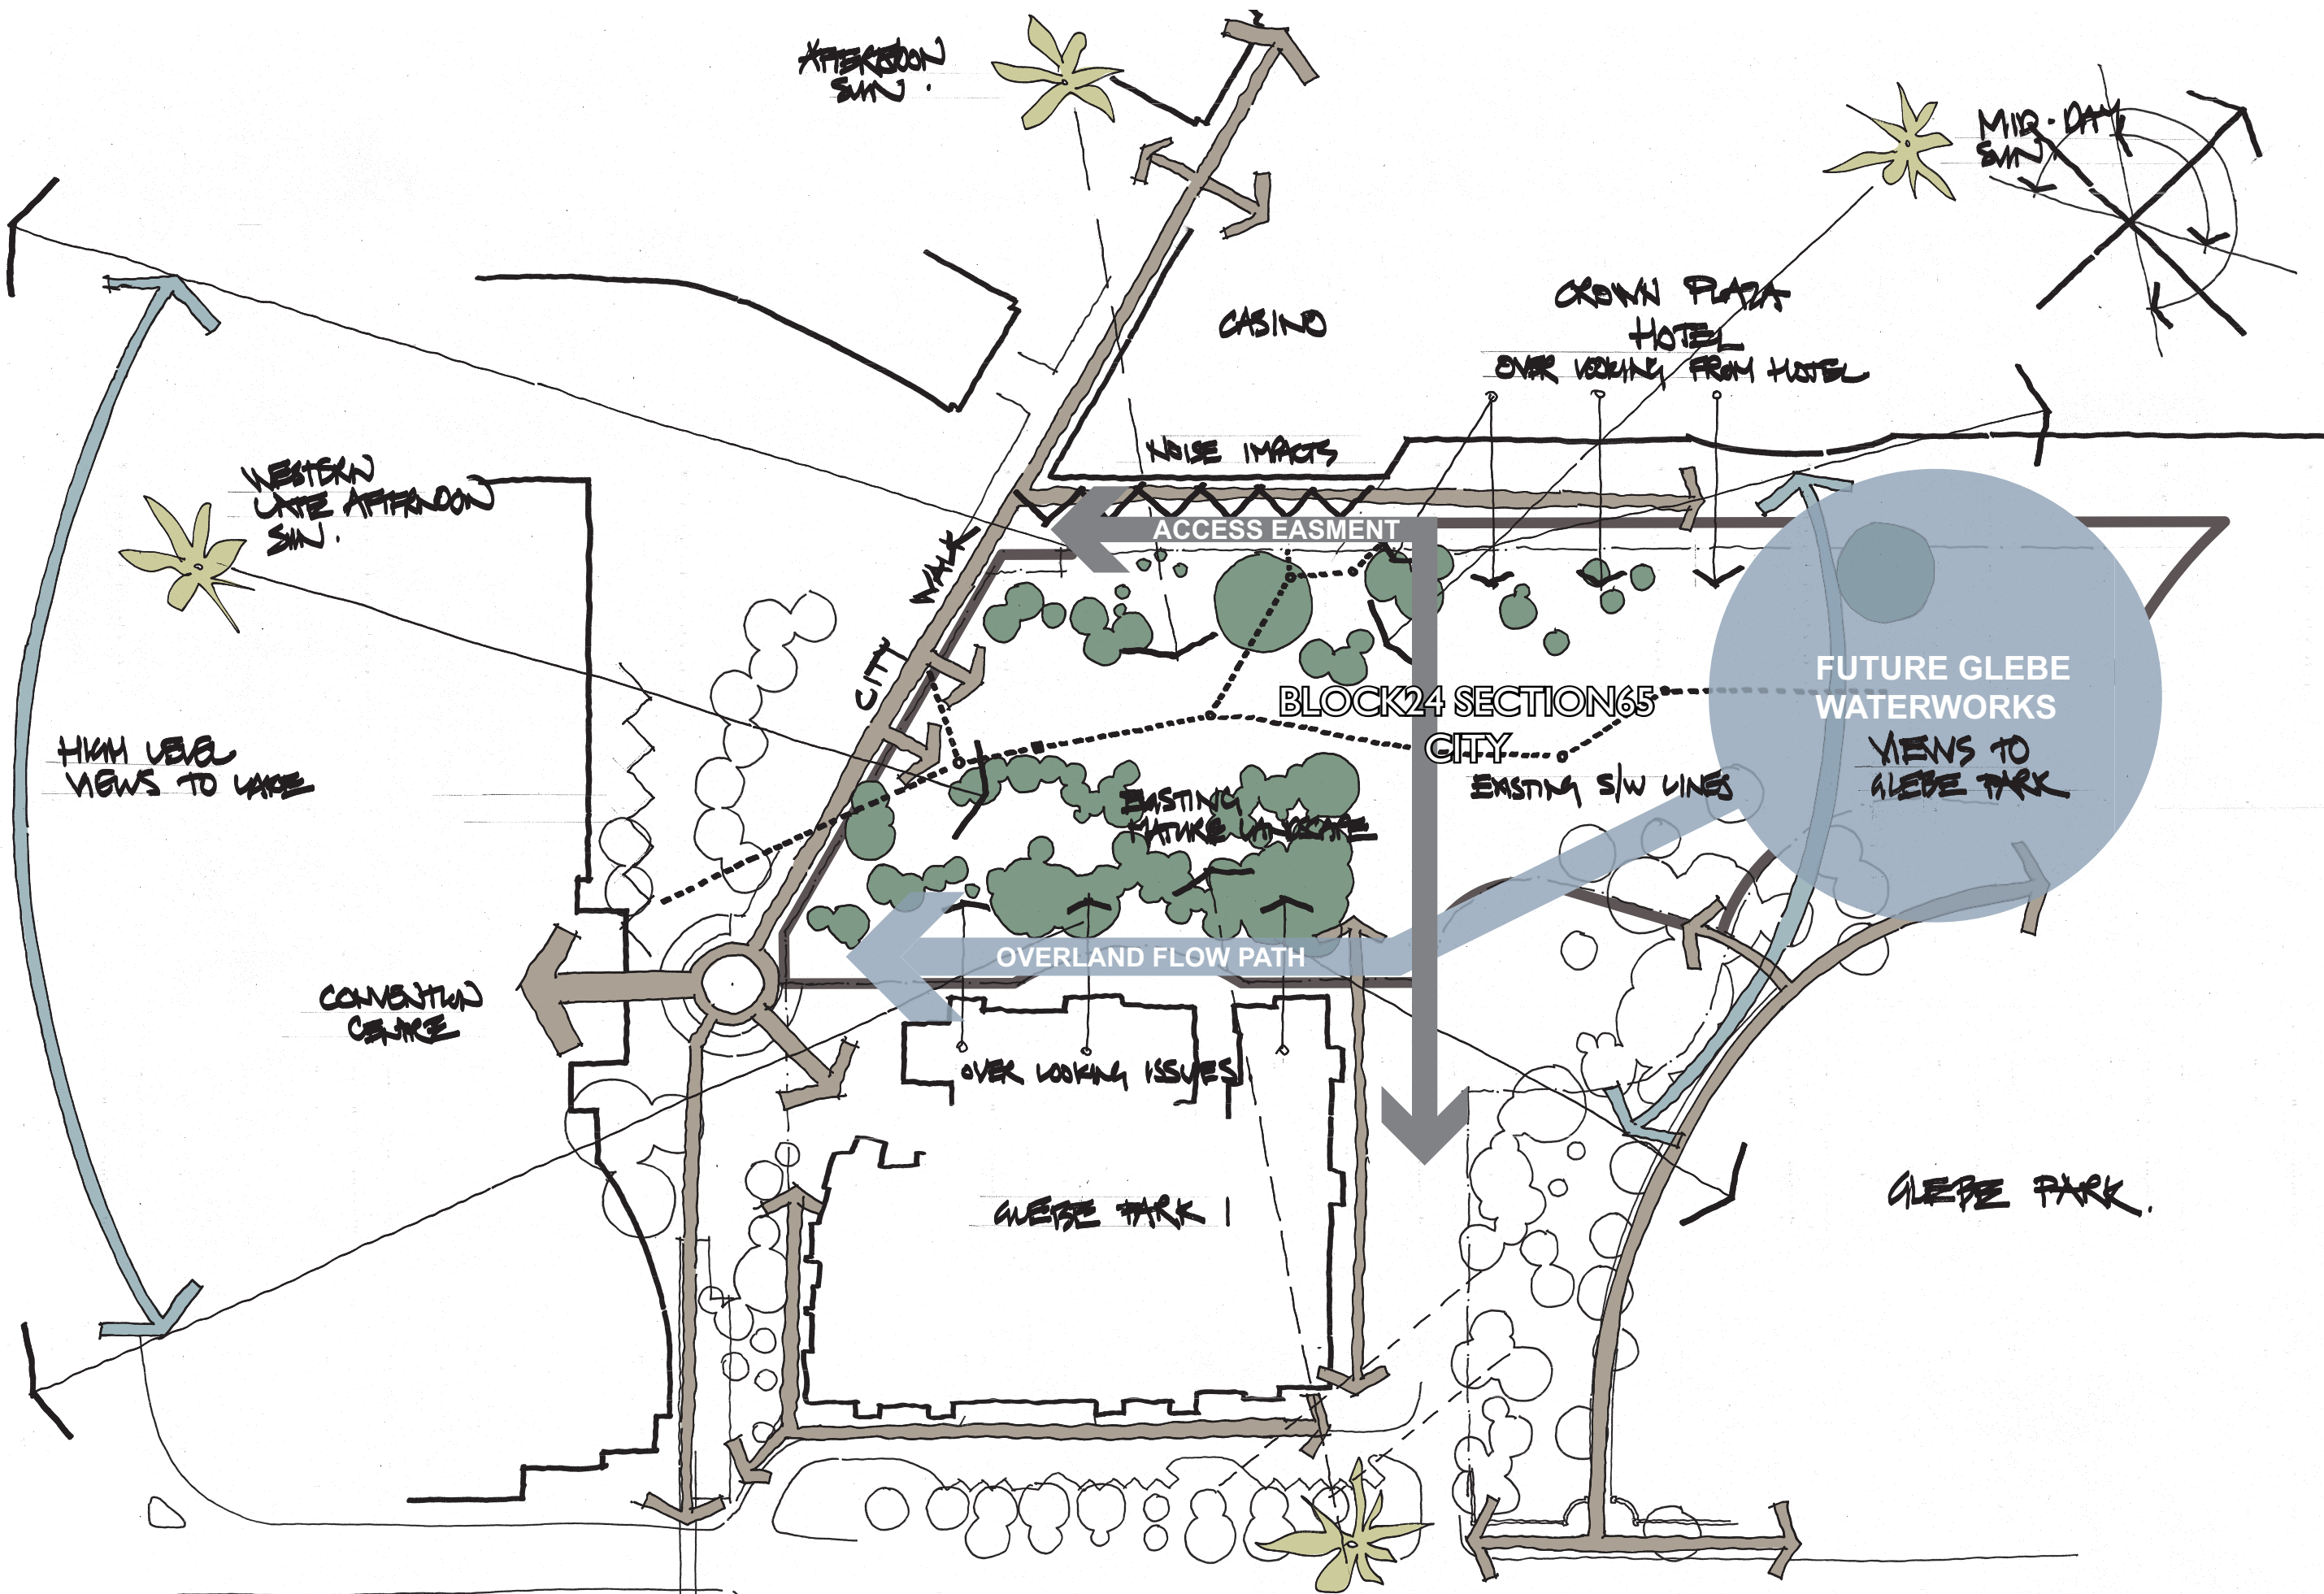 AFTERNOON
SUN.
MID-DAY
SUN
CASINO
CROWN PLAZA
HOTEL
OVER LOOKING FROM HOTEL
NOISE IMPACTS
WESTERN
LATE AFTERNOON
SUN.
ACCESS EASMENT
CITY WALK
FUTURE GLEBE
WATERWORKS
VIEWS TO
GLEBE PARK
BLOCK24 SECTION65
CITY
EXISTING S/W LINES
HIGH LEVEL
VIEWS TO LAKE
EXISTING
MATURE LANDSCAPE
OVERLAND FLOW PATH
CONVENTION
CENTRE
OVER LOOKING ISSUES
GLEBE PARK 1
GLEBE PARK.